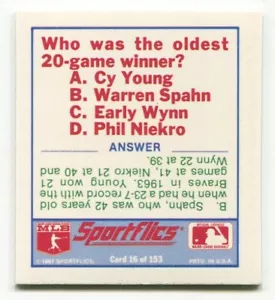 Who was the oldest
20-game winner?
A. Cy Young
B. Warren Spahn
C. Early Wynn
D. Phil Niekro
ANSWER
B. Spahn, was 42 years old
when he had a 23-7 record with the
Braves in 1963. Young won 21
games at 41, Niekro 21 at 40 and
Wynn 22 at 39.
MLB
Sportflics
© 1987 SPORTFLICS
Card 16 of 153
PRTD. IN U.S.A.